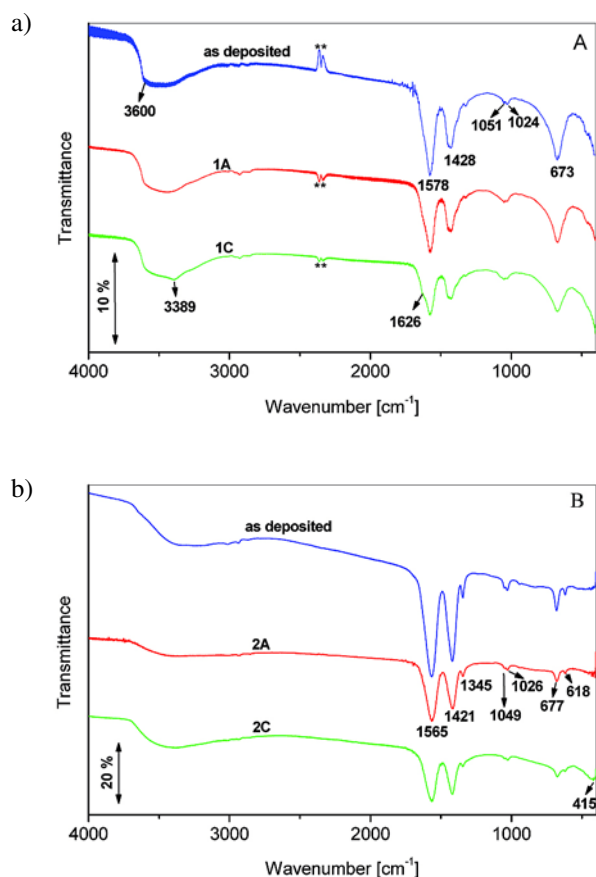 a)
A
as deposited
**
3600
1051
1024
1428
1578
673
1A
**
1C
**
3389
1626
10 %
Transmittance
4000
3000
2000
1000
Wavenumber [cm-1]
b)
B
as deposited
2A
1345
1026
618
1565
1421
1049
677
2C
20 %
415
Transmittance
4000
3000
2000
1000
Wavenumber [cm-1]